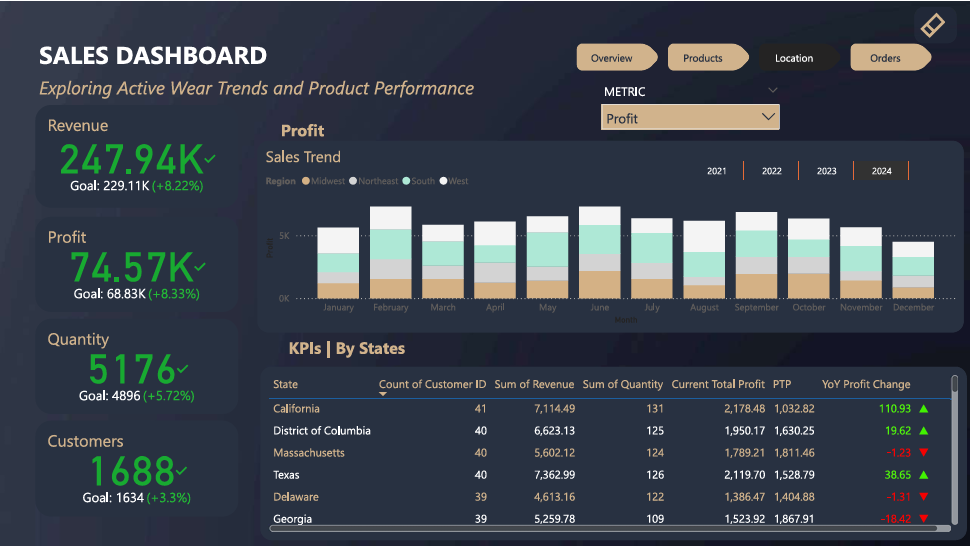 SALES DASHBOARD
Exploring Active Wear Trends and Product Performance
Overview
Products
Location
Orders
METRIC
Profit
Revenue
247.94K
Goal: 229.11K (+8.22%)
Profit
74.57K
Goal: 68.83K (+8.33%)
Quantity
5176
Goal: 4896 (+5.72%)
Customers
1688
Goal: 1634 (+3.3%)
Profit
Sales Trend
2021 2022 2023 2024
Region Midwest Northeast South West
Profit
5K
0K
January February March April May June July August September October November December
Month
KPIs | By States
State Count of Customer ID Sum of Revenue Sum of Quantity Current Total Profit PTP YoY Profit Change
California 41 7,114.49 131 2,178.48 1,032.82 110.93
District of Columbia 40 6,623.13 125 1,950.17 1,630.25 19.62
Massachusetts 40 5,602.12 124 1,789.21 1,811.46 -1.23
Texas 40 7,362.99 126 2,119.70 1,528.79 38.65
Delaware 39 4,613.16 122 1,386.47 1,404.88 -1.31
Georgia 39 5,259.78 109 1,523.92 1,867.91 -18.42